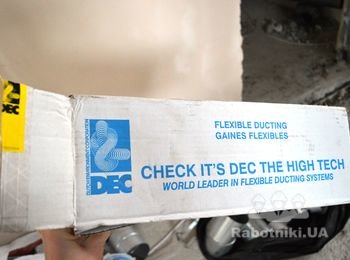 DEC
DEC
FLEXIBLE DUCTING
GAINES FLEXIBLES
CHECK IT'S DEC THE HIGH TECH
WORLD LEADER IN FLEXIBLE DUCTING SYSTEMS
Rabotniki.UA